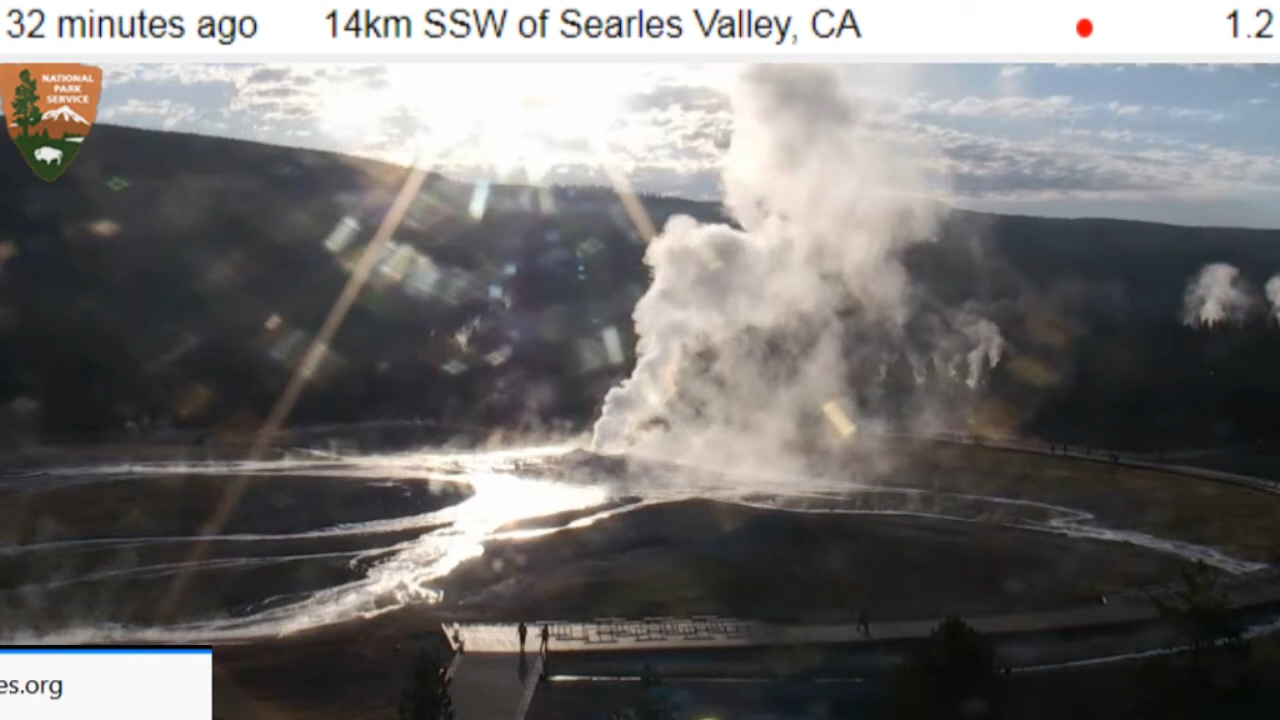 32 minutes ago 14km SSW of Searles Valley, CA 1.2
NATIONAL
PARK
SERVICE
es.org